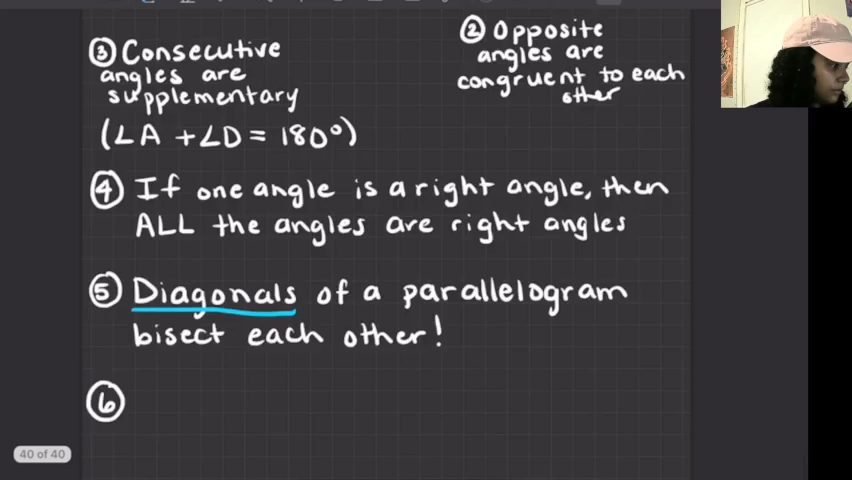 ③ Consecutive
angles are
supplementary
(∠A + ∠D = 180°)
② Opposite
angles are
congruent to each
other
④ If one angle is a right angle, then
ALL the angles are right angles
⑤ Diagonals of a parallelogram
bisect each other!
⑥
40 of 40